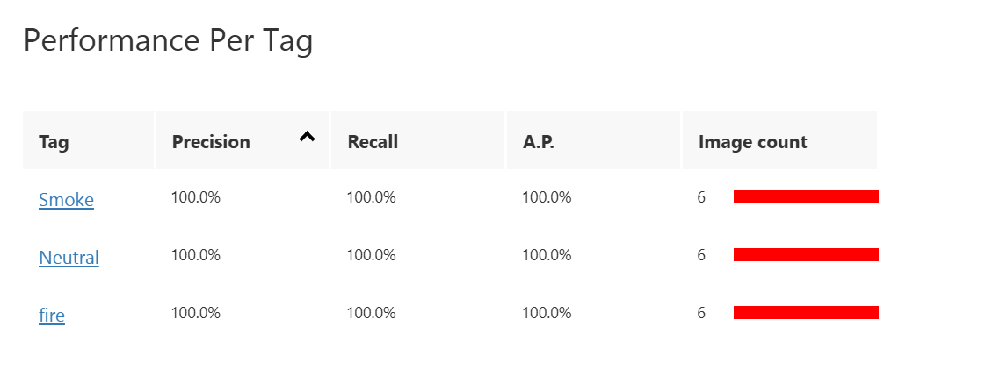 Performance Per Tag
Tag Precision Recall A.P. Image count
Smoke 100.0% 100.0% 100.0% 6
Neutral 100.0% 100.0% 100.0% 6
fire 100.0% 100.0% 100.0% 6